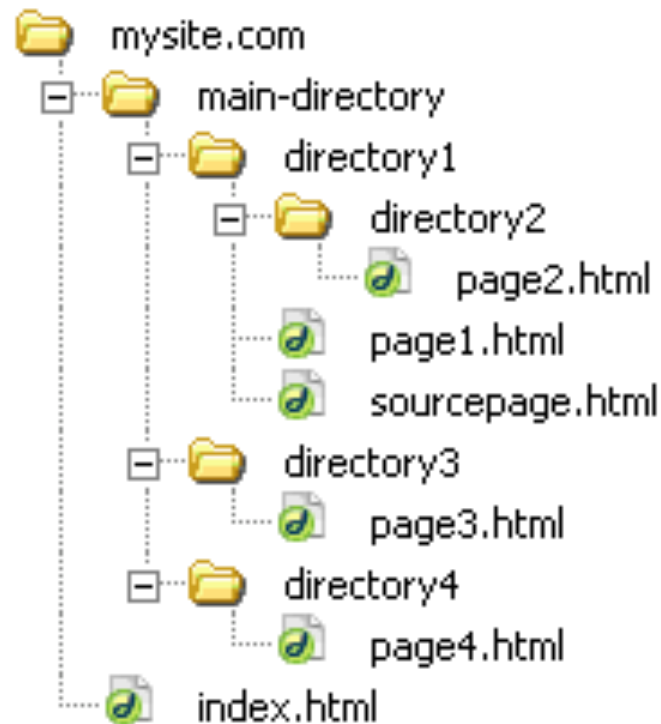 mysite.com
main-directory
directory1
directory2
page2.html
page1.html
sourcepage.html
directory3
page3.html
directory4
page4.html
index.html